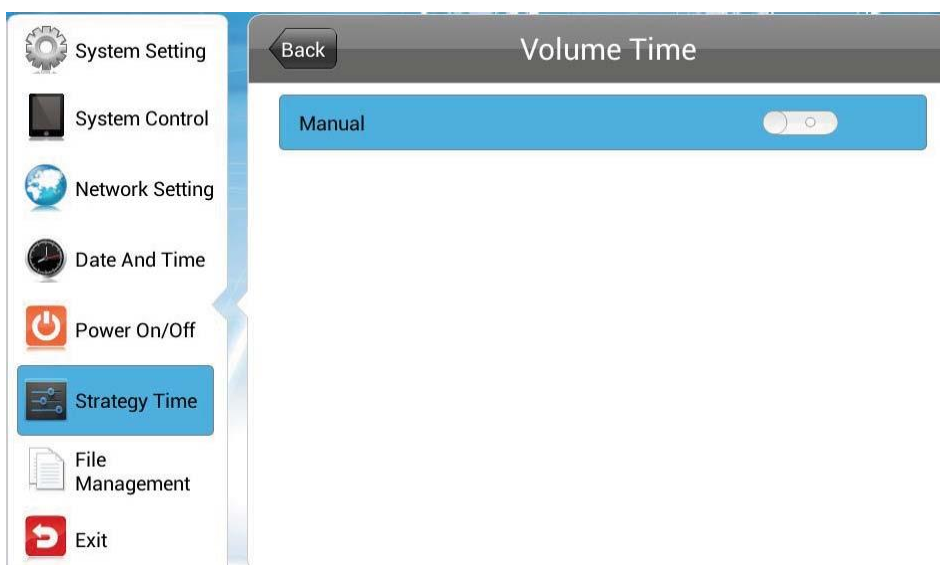 System Setting
System Control
Network Setting
Date And Time
Power On/Off
Strategy Time
File
Management
Exit
Back
Volume Time
Manual